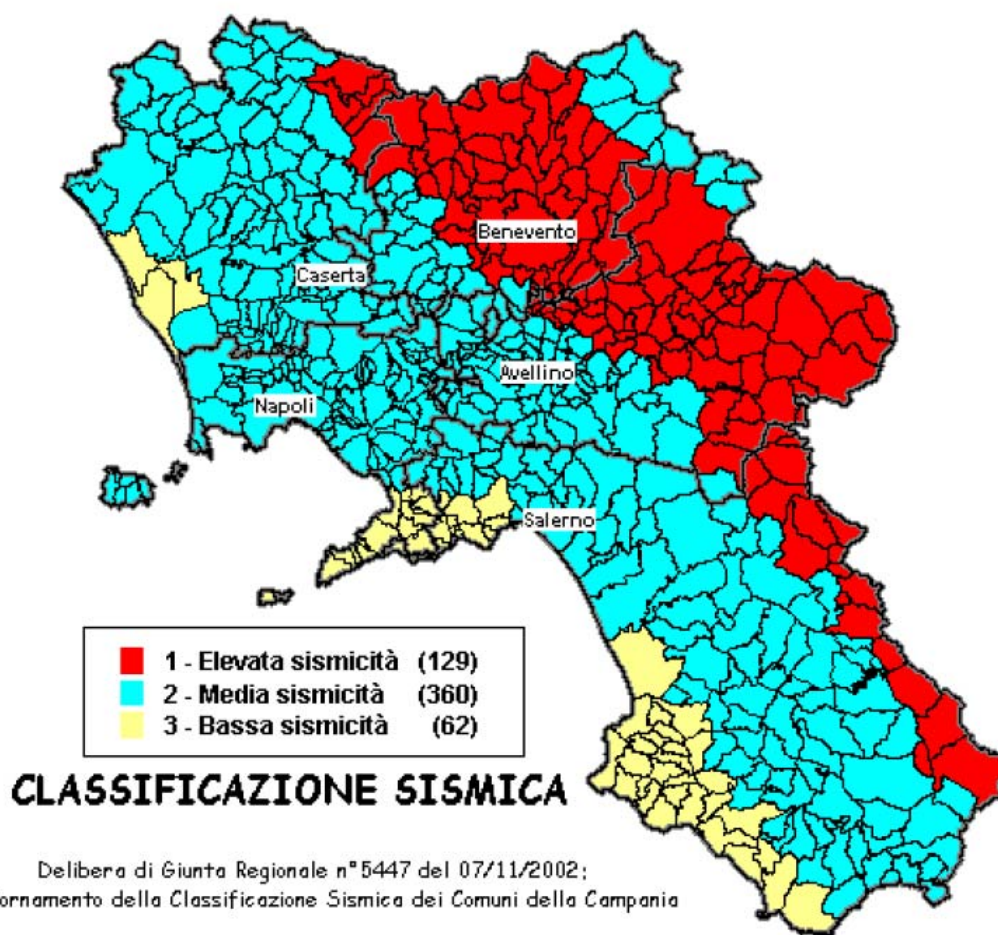 Benevento
Caserta
Avellino
Napoli
Salerno
1 - Elevata sismicità (129)
2 - Media sismicità (360)
3 - Bassa sismicità (62)
CLASSIFICAZIONE SISMICA
Delibera di Giunta Regionale n°5447 del 07/11/2002;
ornamento della Classificazione Sismica dei Comuni della Campania